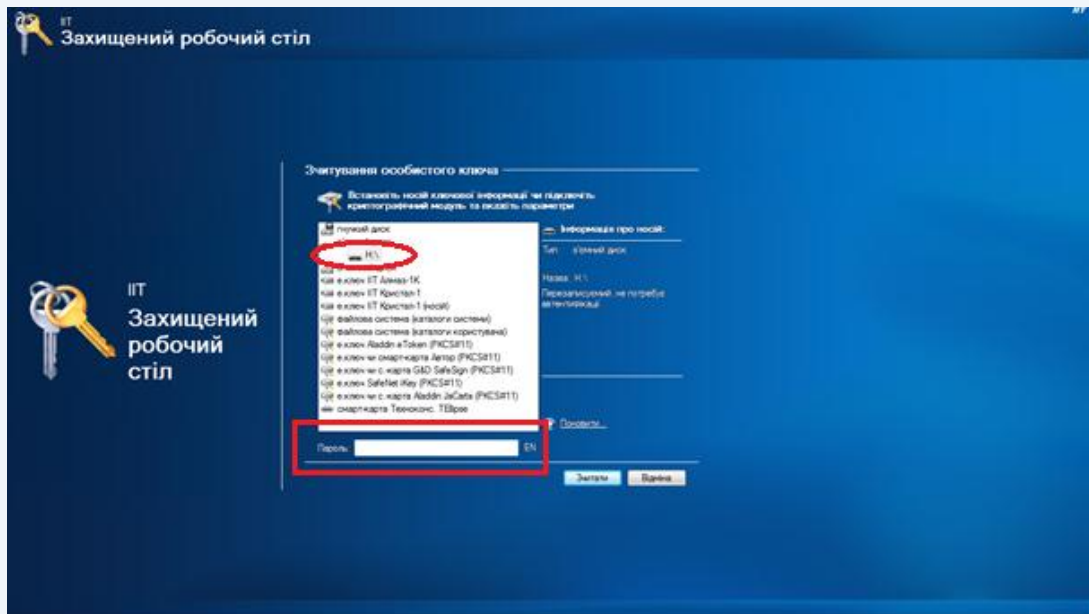 ІІТ
Захищений робочий стіл
Зчитування особистого ключа
Встановіть носій ключової інформації чи підключіть
криптографічний модуль та вкажіть параметри
гнучкий диск
H:\
е.ключ ІІТ Алмаз-1К
е.ключ ІІТ Кристал-1
е.ключ ІІТ Кристал-1 (носій)
файлова система (каталоги системи)
файлова система (каталоги користувача)
е.ключ Aladdin eToken (PKCS#11)
е.ключ чи смарт-карта Автор (PKCS#11)
е.ключ чи с. карта G&D SafeSign (PKCS#11)
е.ключ SafeNet iKey (PKCS#11)
е.ключ чи с. карта Aladdin JaCarta (PKCS#11)
смарт-карта Техноконс. TEllipse
Інформація про носій:
Тип: з'ємний диск
Назва: H:\
Перезаписуємий, не потребує
автентифікації
Поновити...
Пароль:
EN
Зчитати
Відміна
ІІТ
Захищений
робочий
стіл